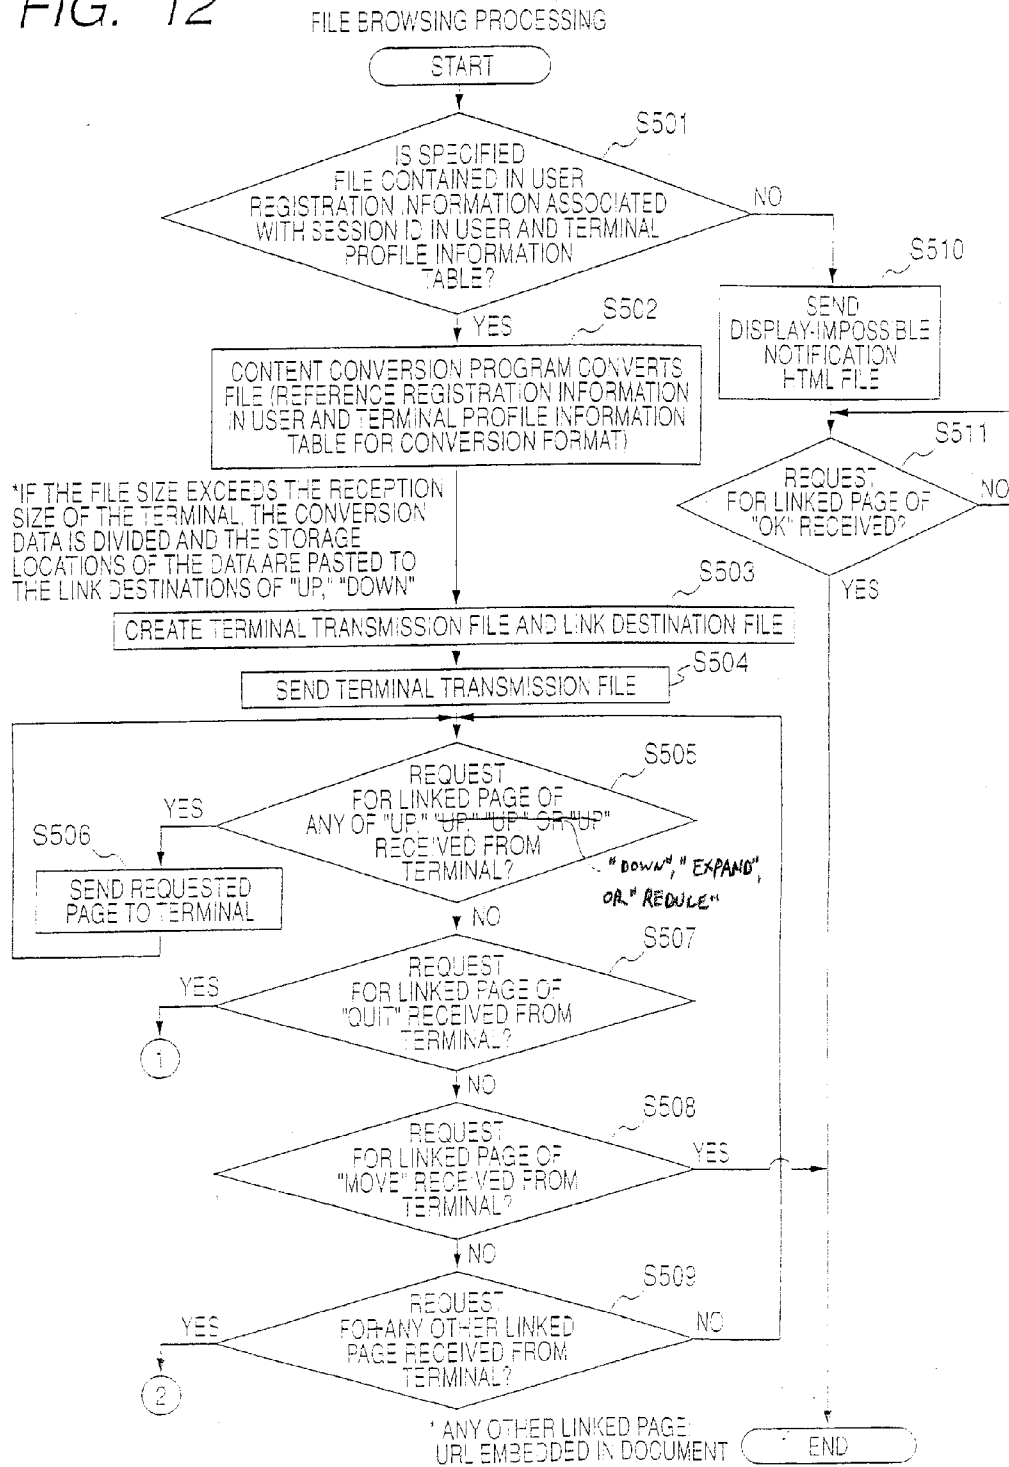 FIG. 12
FILE BROWSING PROCESSING
START
S501
IS SPECIFIED
FILE CONTAINED IN USER
REGISTRATION INFORMATION ASSOCIATED
WITH SESSION ID IN USER AND TERMINAL
PROFILE INFORMATION
TABLE?
NO
YES
S510
SEND
DISPLAY-IMPOSSIBLE
NOTIFICATION
HTML FILE
S502
CONTENT CONVERSION PROGRAM CONVERTS
FILE (REFERENCE REGISTRATION INFORMATION
IN USER AND TERMINAL PROFILE INFORMATION
TABLE FOR CONVERSION FORMAT)
S511
REQUEST
FOR LINKED PAGE OF
"OK" RECEIVED?
NO
YES
*IF THE FILE SIZE EXCEEDS THE RECEPTION
SIZE OF THE TERMINAL, THE CONVERSION
DATA IS DIVIDED AND THE STORAGE
LOCATIONS OF THE DATA ARE PASTED TO
THE LINK DESTINATIONS OF "UP," "DOWN"
S503
CREATE TERMINAL TRANSMISSION FILE AND LINK DESTINATION FILE
S504
SEND TERMINAL TRANSMISSION FILE
S505
REQUEST
FOR LINKED PAGE OF
ANY OF "UP," "UP," "UP" OR "UP"
RECEIVED FROM
TERMINAL?
"DOWN", "EXPAND",
OR "REDUCE"
YES
S506
SEND REQUESTED
PAGE TO TERMINAL
NO
S507
REQUEST
FOR LINKED PAGE OF
"QUIT" RECEIVED FROM
TERMINAL?
YES
1
NO
S508
REQUEST
FOR LINKED PAGE OF
"MOVE" RECEIVED FROM
TERMINAL?
YES
NO
S509
REQUEST
FOR ANY OTHER LINKED
PAGE RECEIVED FROM
TERMINAL?
YES
NO
2
* ANY OTHER LINKED PAGE:
URL EMBEDDED IN DOCUMENT
END